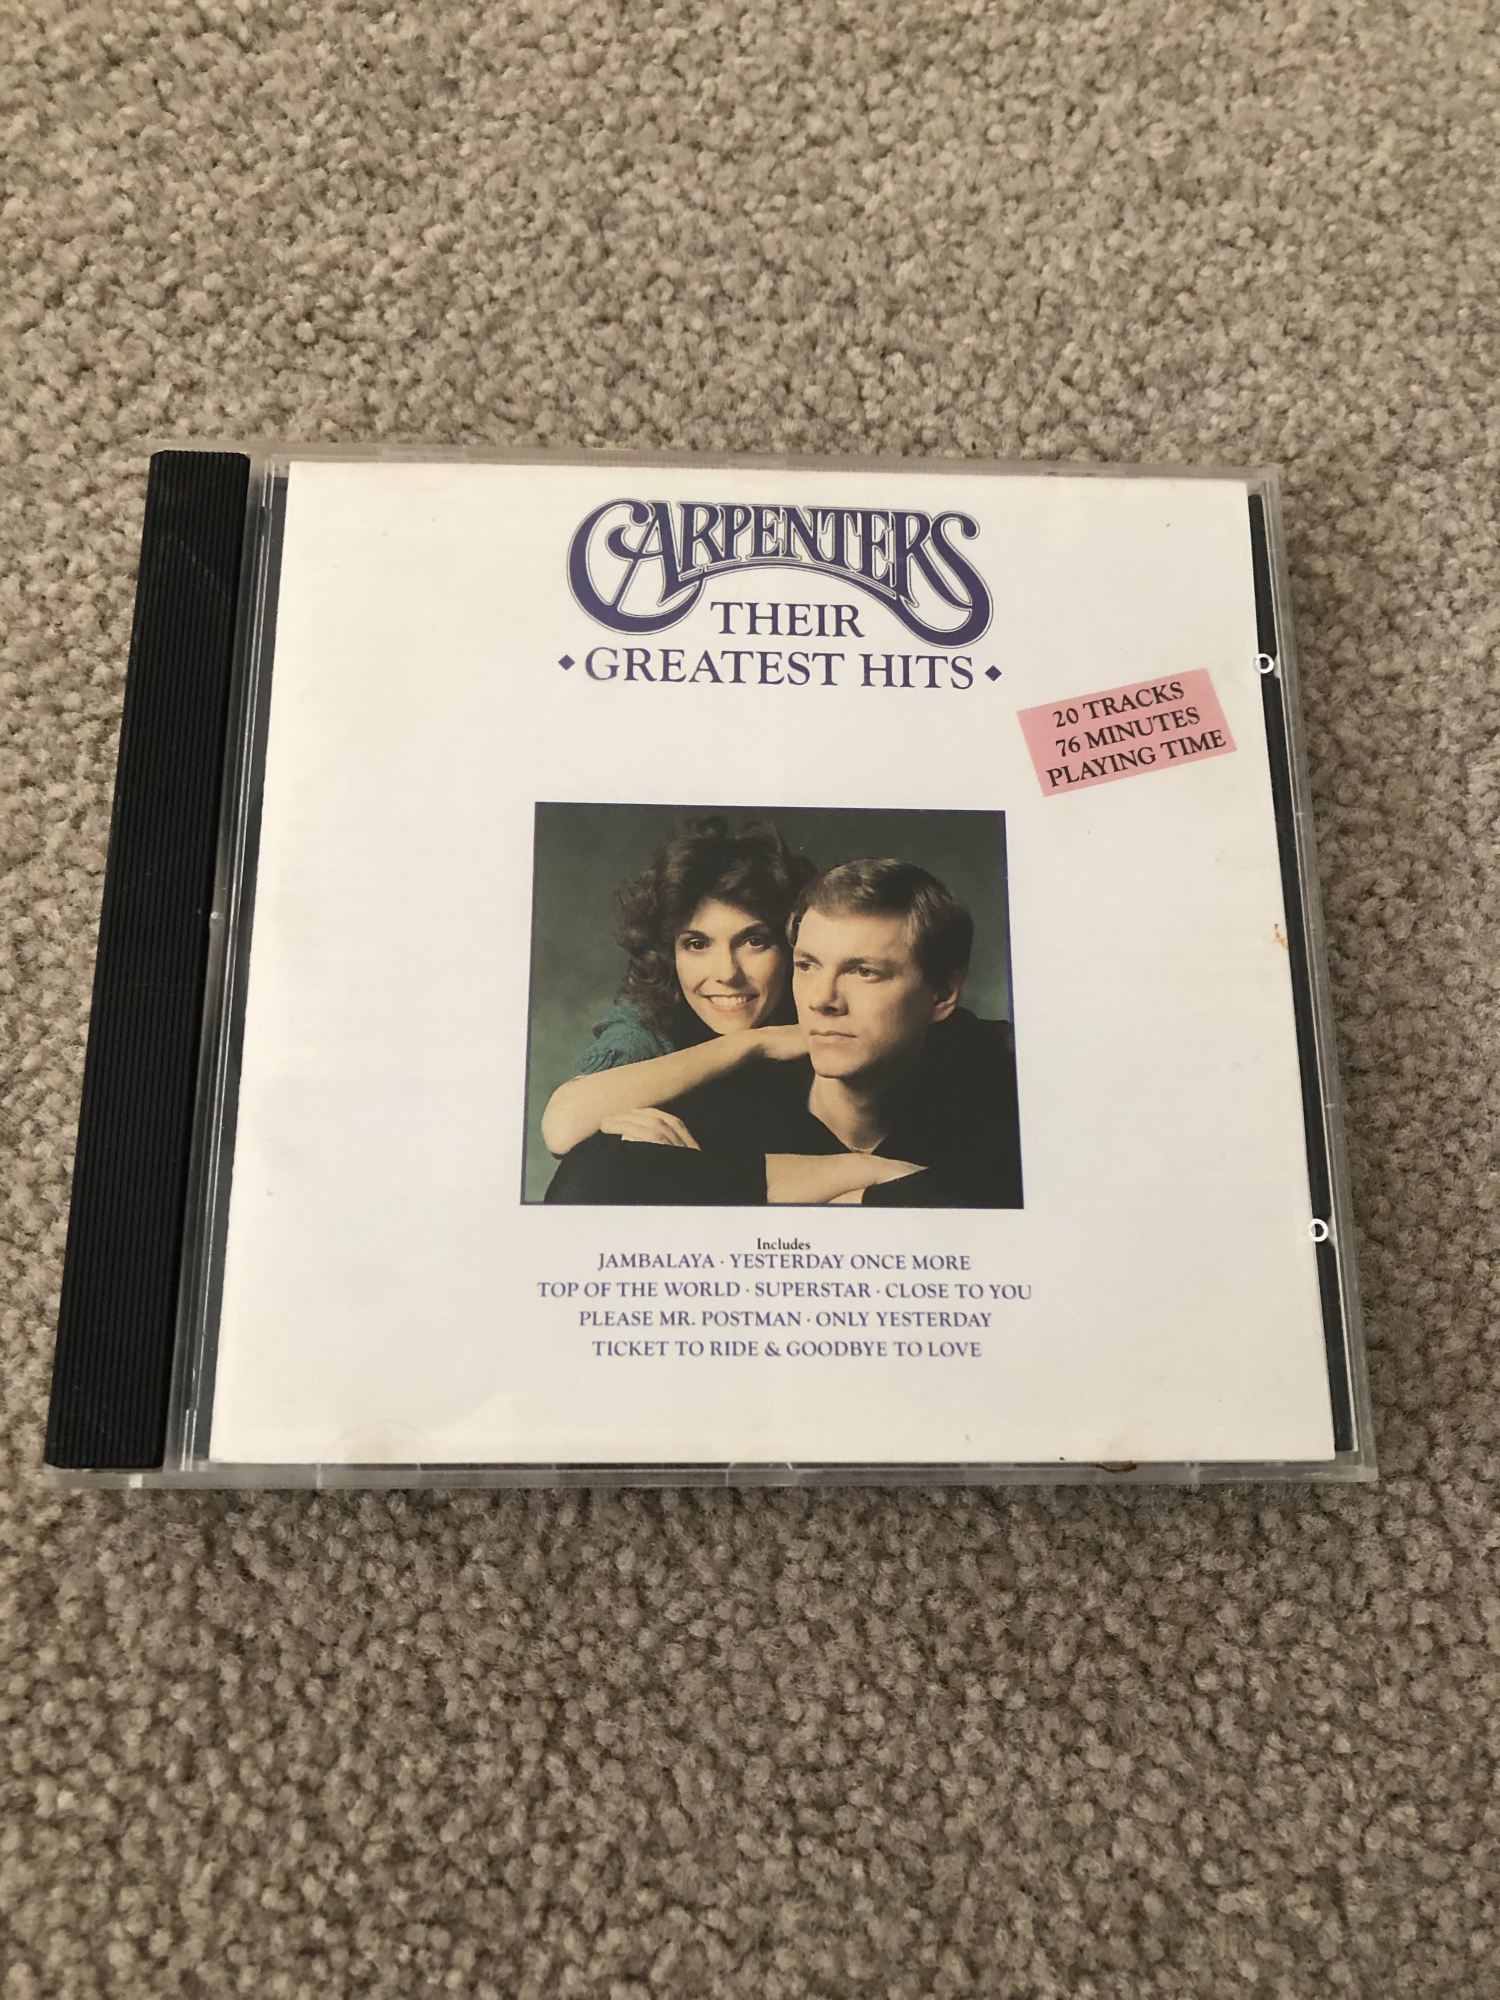 CARPENTERS
THEIR
◆ GREATEST HITS ◆
20 TRACKS
76 MINUTES
PLAYING TIME
Includes
JAMBALAYA · YESTERDAY ONCE MORE
TOP OF THE WORLD · SUPERSTAR · CLOSE TO YOU
PLEASE MR. POSTMAN · ONLY YESTERDAY
TICKET TO RIDE & GOODBYE TO LOVE